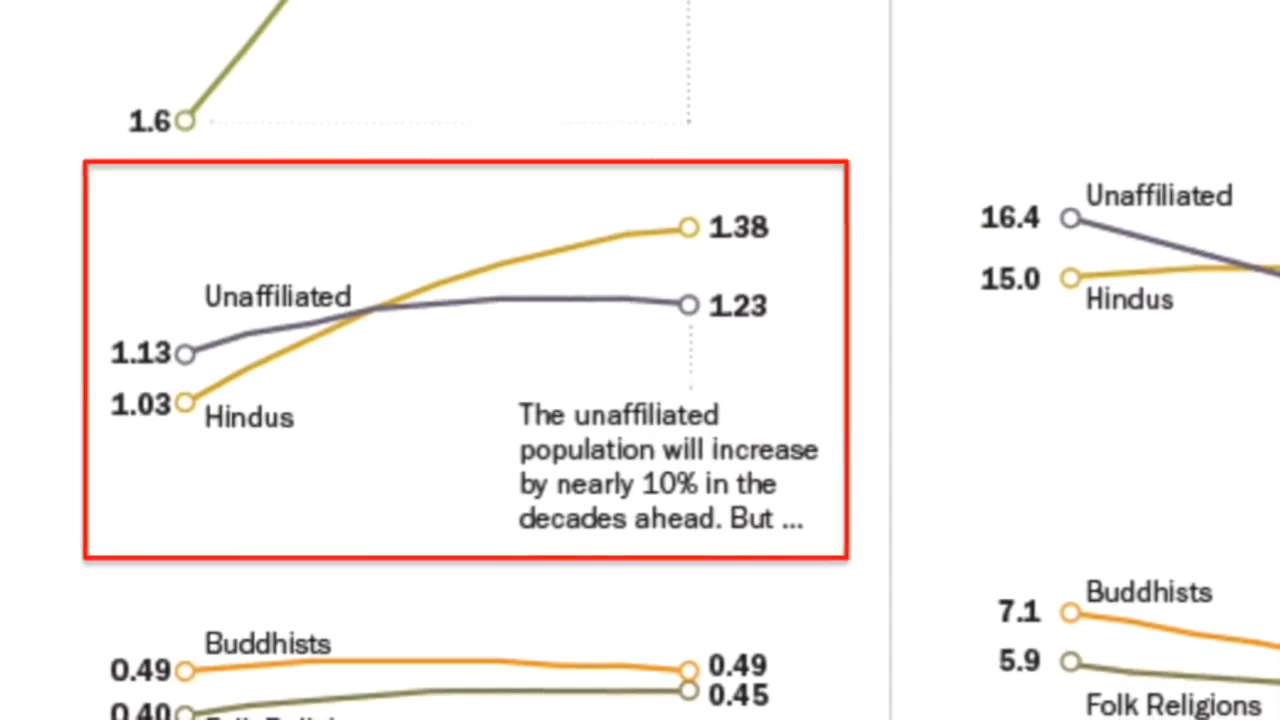 1.6
1.38
Unaffiliated
1.23
1.13
1.03
Hindus
The unaffiliated
population will increase
by nearly 10% in the
decades ahead. But ...
Buddhists
0.49
0.49
0.45
0.40
16.4
Unaffiliated
15.0
Hindus
7.1
Buddhists
5.9
Folk Religions